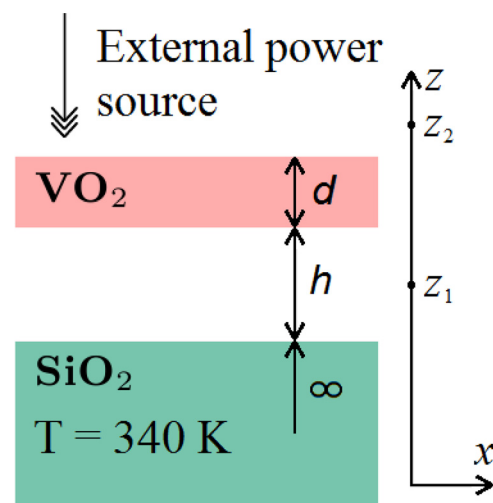 External power
source
z
z₂
VO₂
d
h
z₁
SiO₂
∞
T = 340 K
x